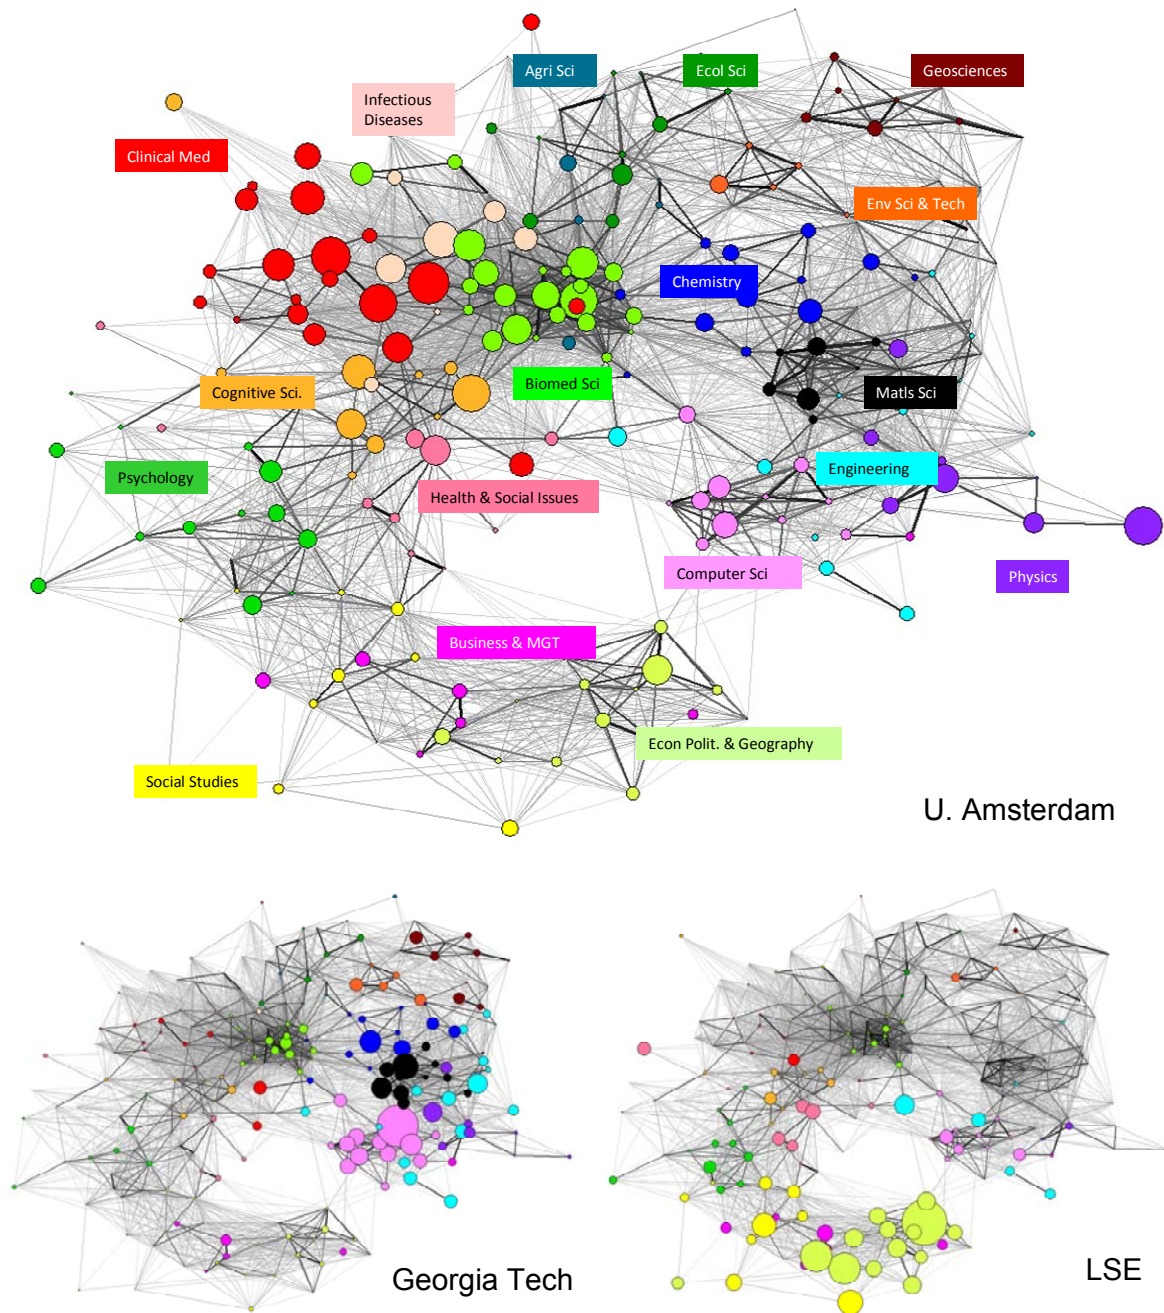 Agri Sci
Ecol Sci
Geosciences
Infectious
Diseases
Clinical Med
Env Sci & Tech
Chemistry
Cognitive Sci.
Biomed Sci
Matls Sci
Psychology
Health & Social Issues
Engineering
Computer Sci
Physics
Business & MGT
Econ Polit. & Geography
Social Studies
U. Amsterdam
Georgia Tech
LSE